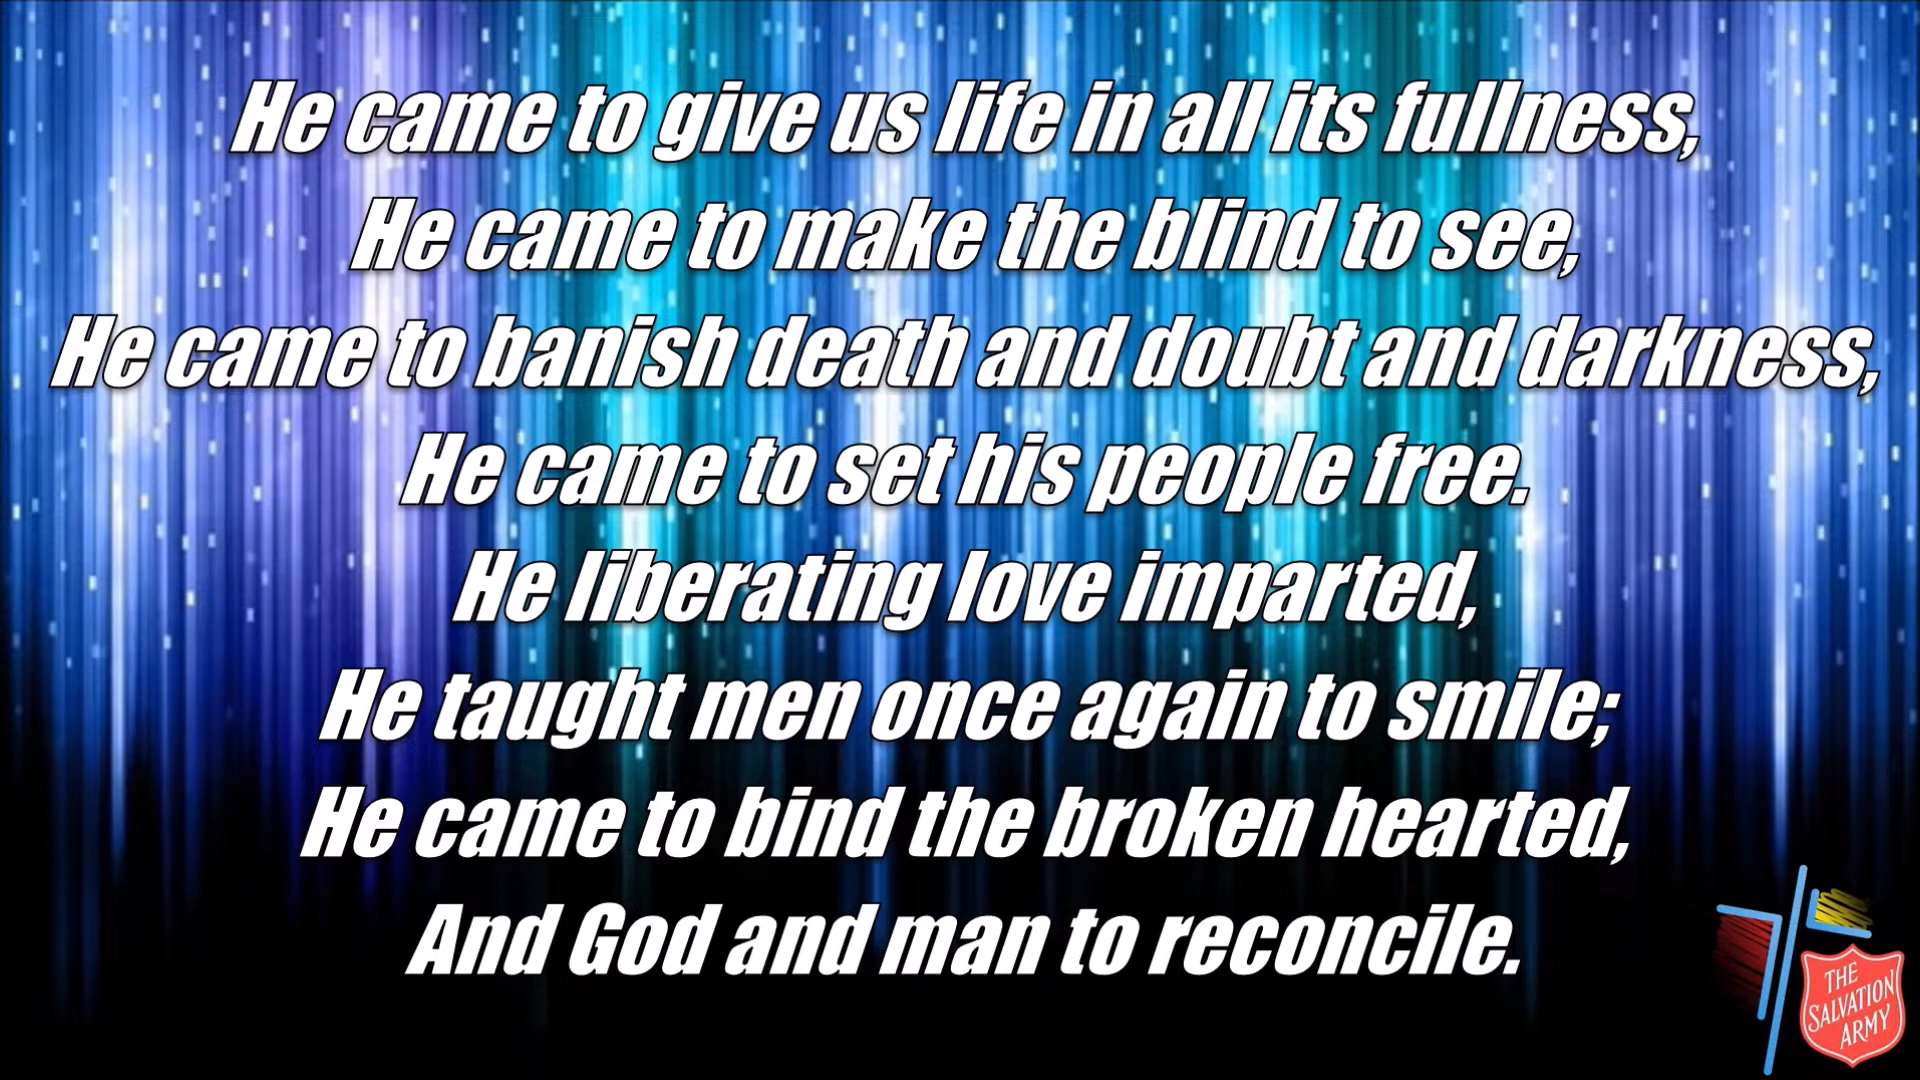 He came to give us life in all its fullness,
He came to make the blind to see,
He came to banish death and doubt and darkness,
He came to set his people free.
He liberating love imparted,
He taught men once again to smile;
He came to bind the broken hearted,
And God and man to reconcile.
THE
SALVATION
ARMY